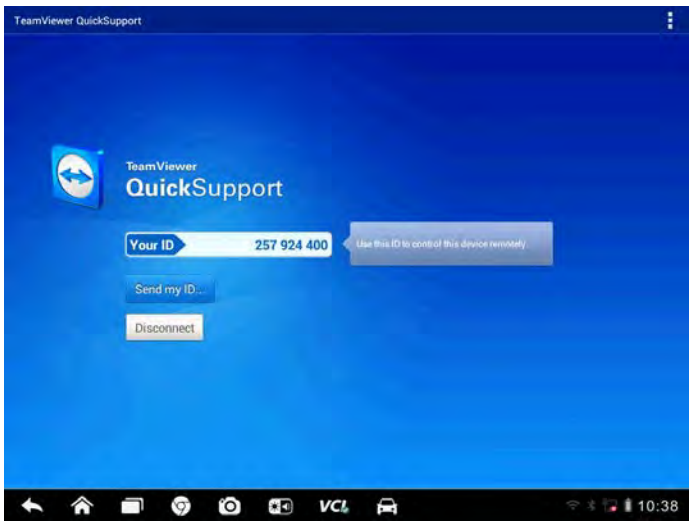 TeamViewer QuickSupport
TeamViewer
QuickSupport
Your ID
257 924 400
Use this ID to control this device remotely
Send my ID...
Disconnect
VCI
10:38